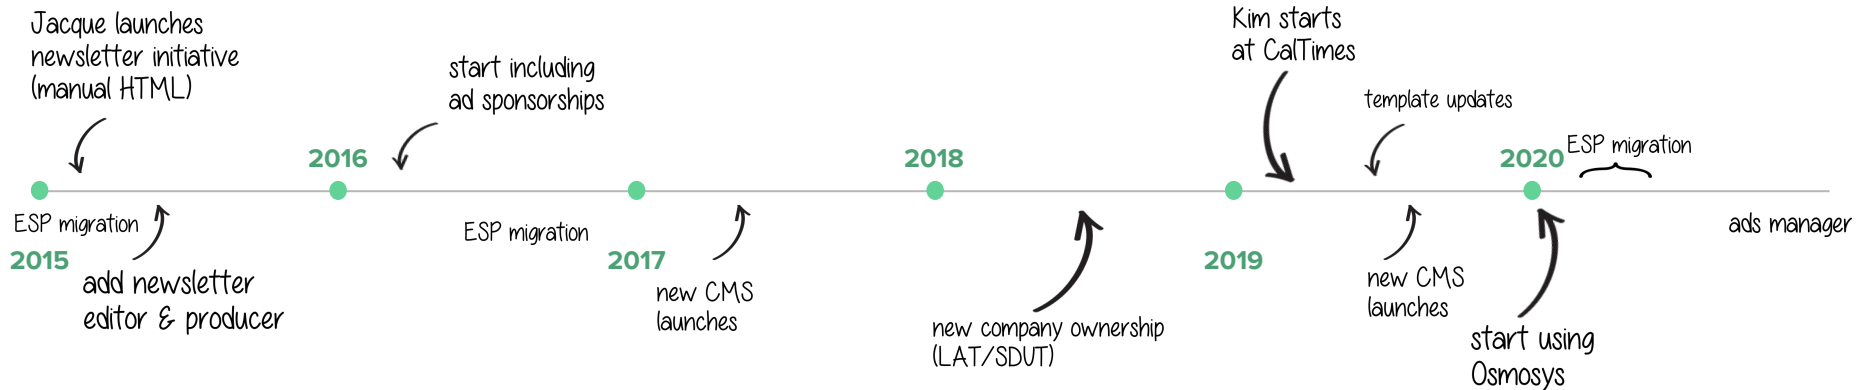 Jacque launches
newsletter initiative
(manual HTML)
start including
ad sponsorships
Kim starts
at CalTimes
template updates
ESP migration
2016
2018
2020
ESP migration
2015
add newsletter
editor & producer
ESP migration
2017
new CMS
launches
new company ownership
(LAT/SDUT)
2019
new CMS
launches
start using
Osmosys
ads manager